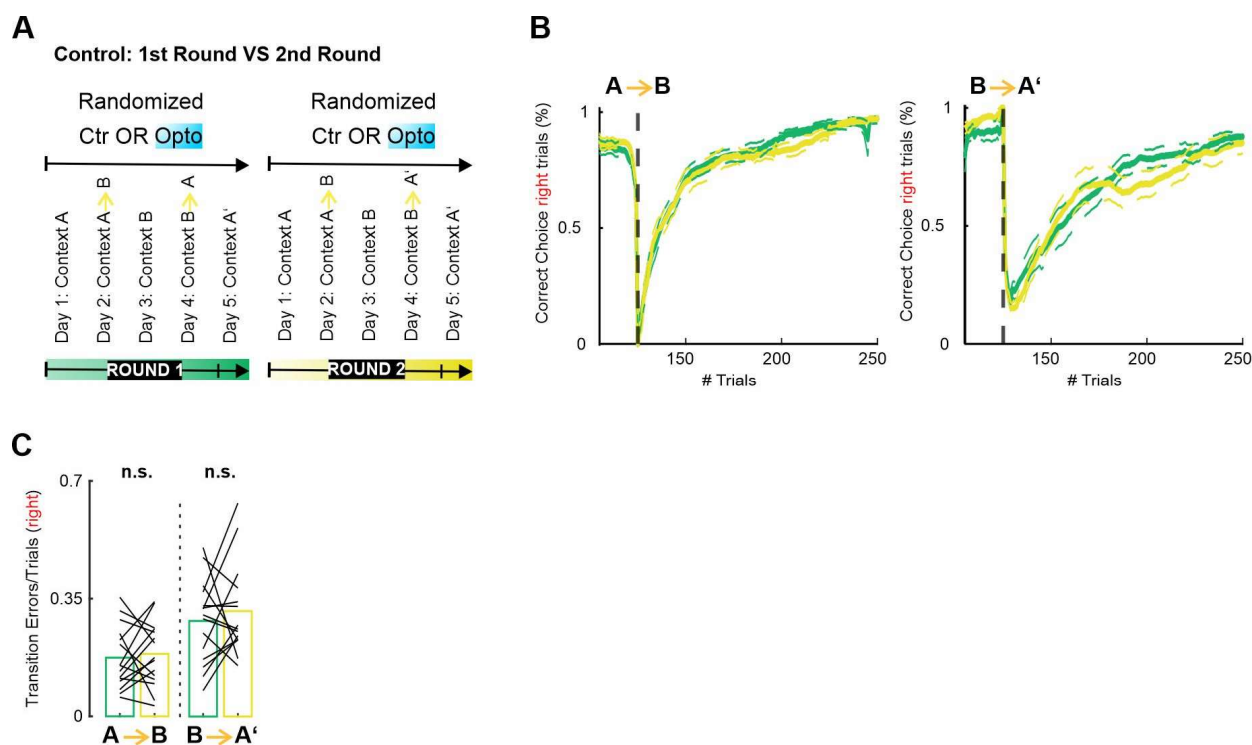 A
Control: 1st Round VS 2nd Round
Randomized
Ctr OR Opto
Randomized
Ctr OR Opto
B
A
B
A'
Day 1: Context A
Day 2: Context A
Day 3: Context B
Day 4: Context B
Day 5: Context A'
Day 1: Context A
Day 2: Context A
Day 3: Context B
Day 4: Context B
Day 5: Context A'
ROUND 1
ROUND 2
B
A → B
Correct Choice right trials (%)
1
0.5
0
150
200
250
# Trials
B → A‘
Correct Choice right trials (%)
1
0.5
0
150
200
250
# Trials
C
n.s.
n.s.
Transition Errors/Trials (right)
0.7
0.35
0
A → B
B → A‘